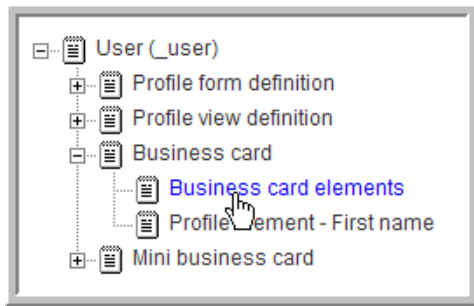 User (_user)
Profile form definition
Profile view definition
Business card
Business card elements
Profile element - First name
Mini business card